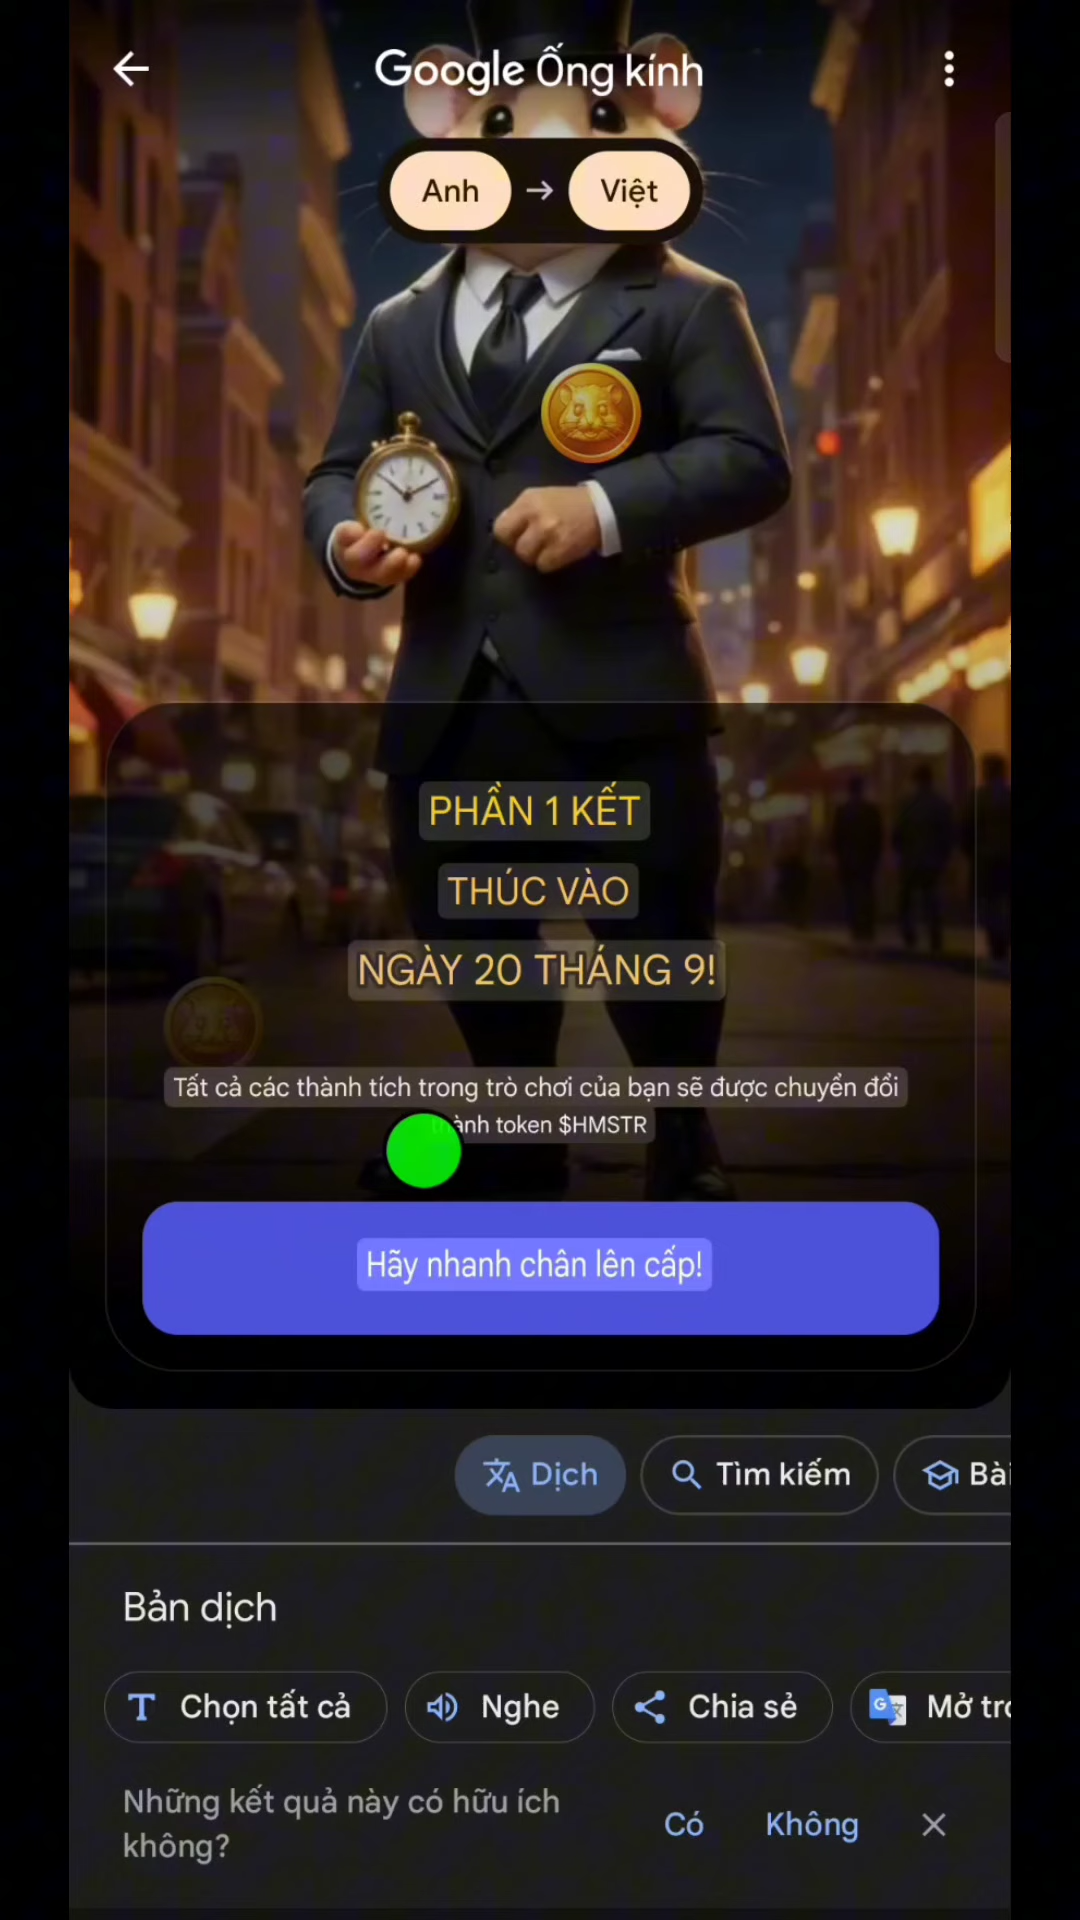 Google Ống kính
Anh → Việt
PHẦN 1 KẾT
THÚC VÀO
NGÀY 20 THÁNG 9!
Tất cả các thành tích trong trò chơi của bạn sẽ được chuyển đổi
thành token $HMSTR
Hãy nhanh chân lên cấp!
Dịch
Tìm kiếm
Bài
Bản dịch
Chọn tất cả
Nghe
Chia sẻ
Mở
Những kết quả này có hữu ích
không?
Có
Không